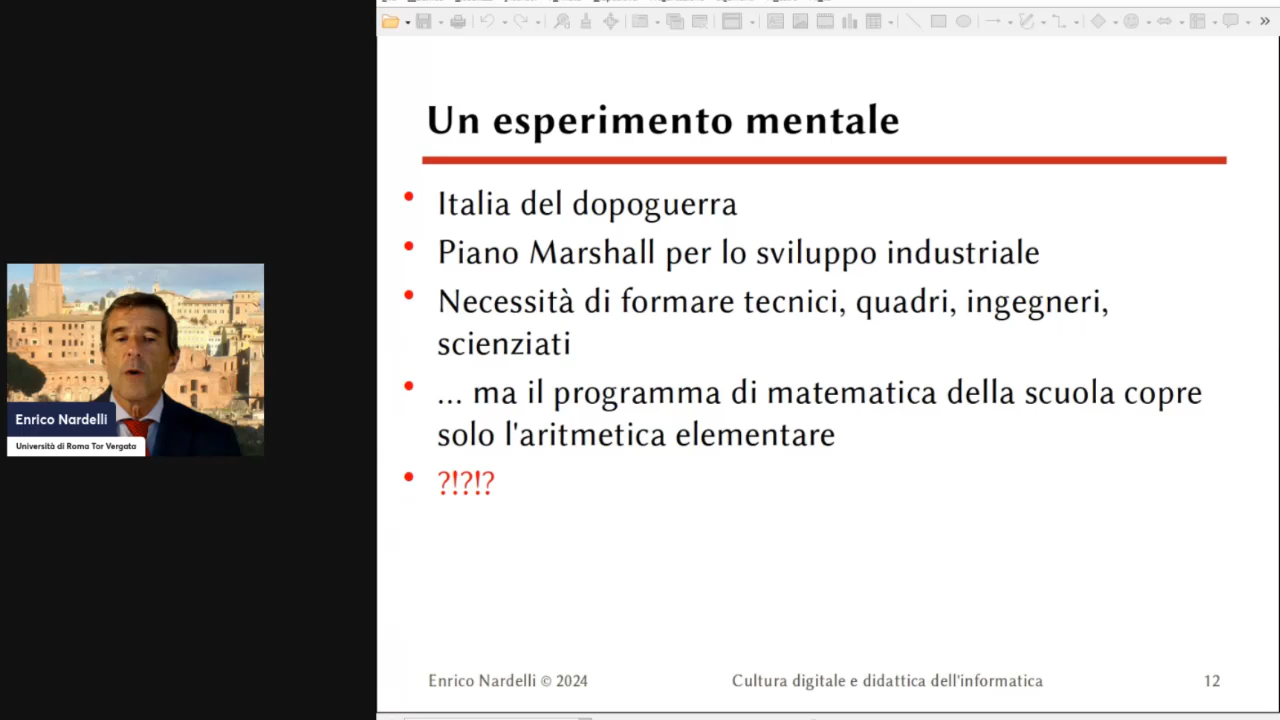 Un esperimento mentale
Italia del dopoguerra
Piano Marshall per lo sviluppo industriale
Necessità di formare tecnici, quadri, ingegneri,
scienziati
... ma il programma di matematica della scuola copre
solo l'aritmetica elementare
?!?!?
Enrico Nardelli
Università di Roma Tor Vergata
Enrico Nardelli © 2024 Cultura digitale e didattica dell'informatica 12